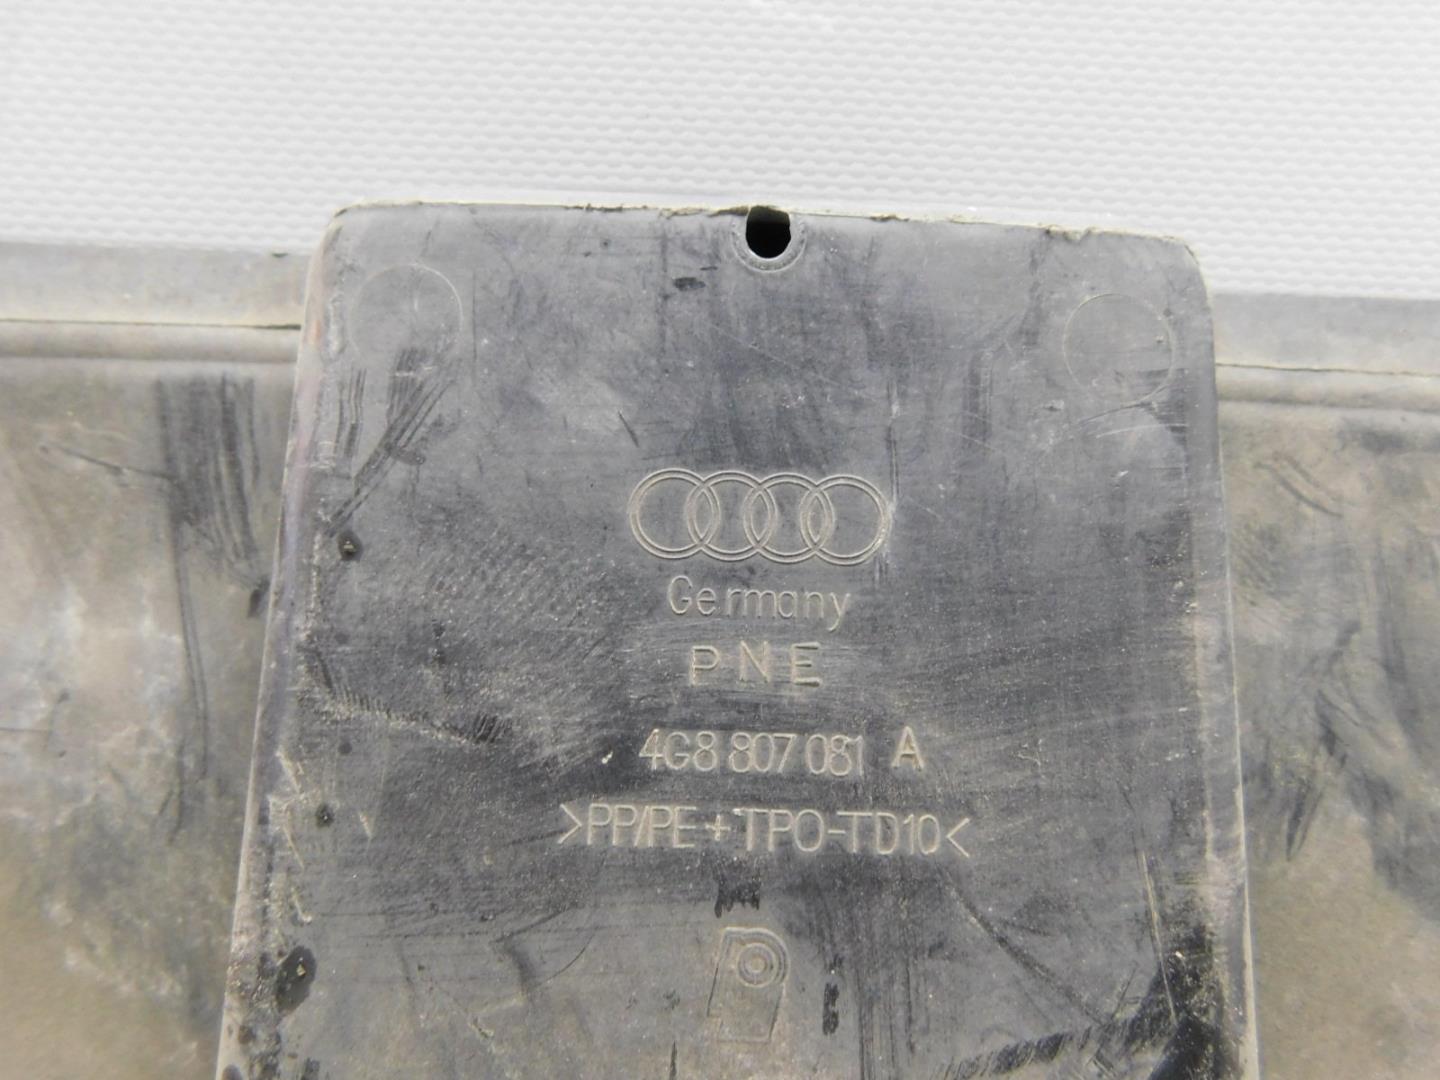 Germany
PNE
4G8 807 081 A
>PP/PE+TPO-TD10<